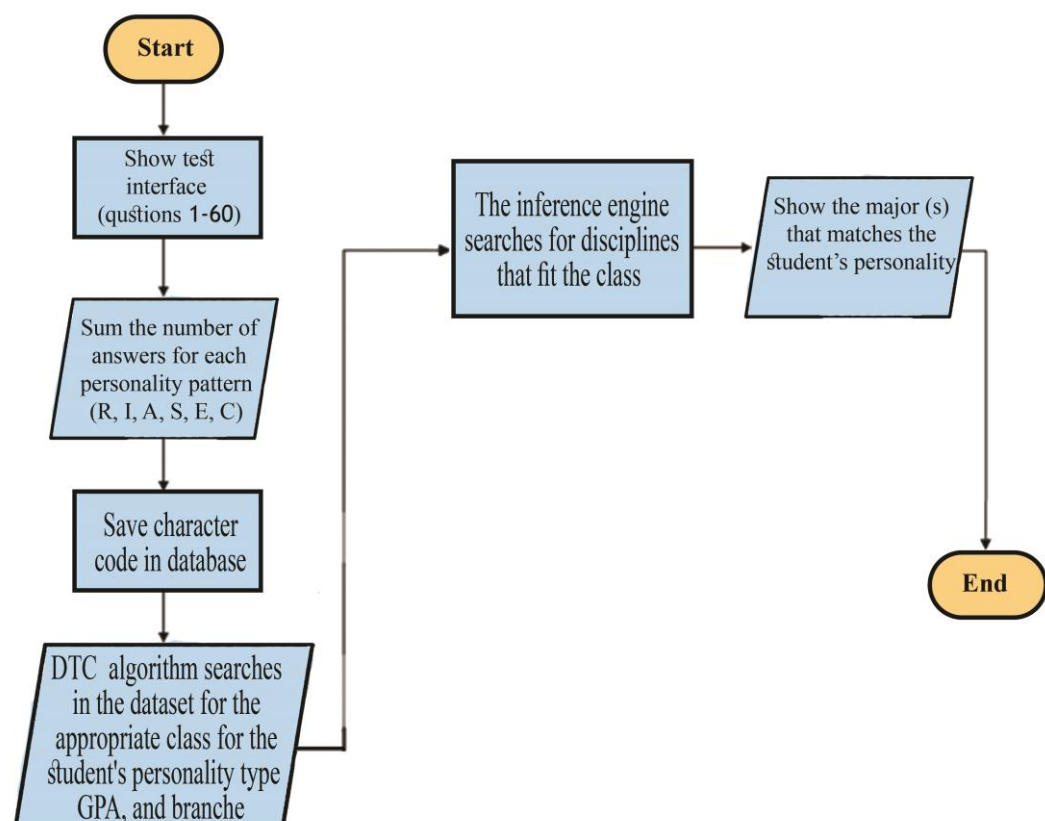 Start
Show test
interface
(qustions 1-60)
Sum the number of
answers for each
personality pattern
(R, I, A, S, E, C)
Save character
code in database
DTC algorithm searches
in the dataset for the
appropriate class for the
student's personality type
GPA, and branche
The inference engine
searches for disciplines
that fit the class
Show the major (s)
that matches the
student's personality
End